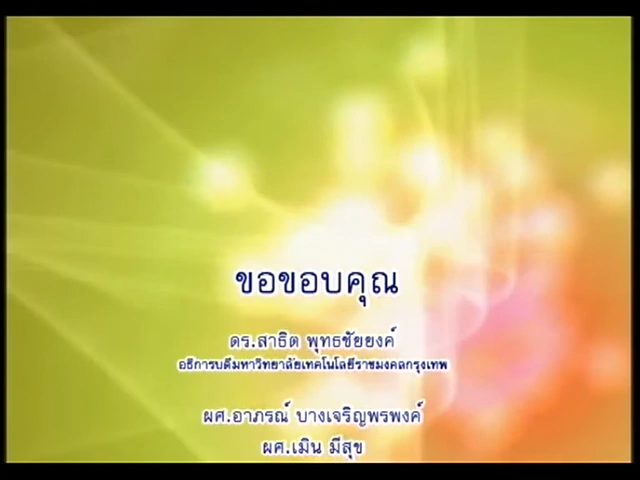 ขอขอบคุณ
ดร.สาธิต พุทธชัยยงค์
อธิการบดีมหาวิทยาลัยเทคโนโลยีราชมงคลกรุงเทพ
ผศ.อาภรณ์ บางเจริญพรพงค์
ผศ.เมิน มีสุข